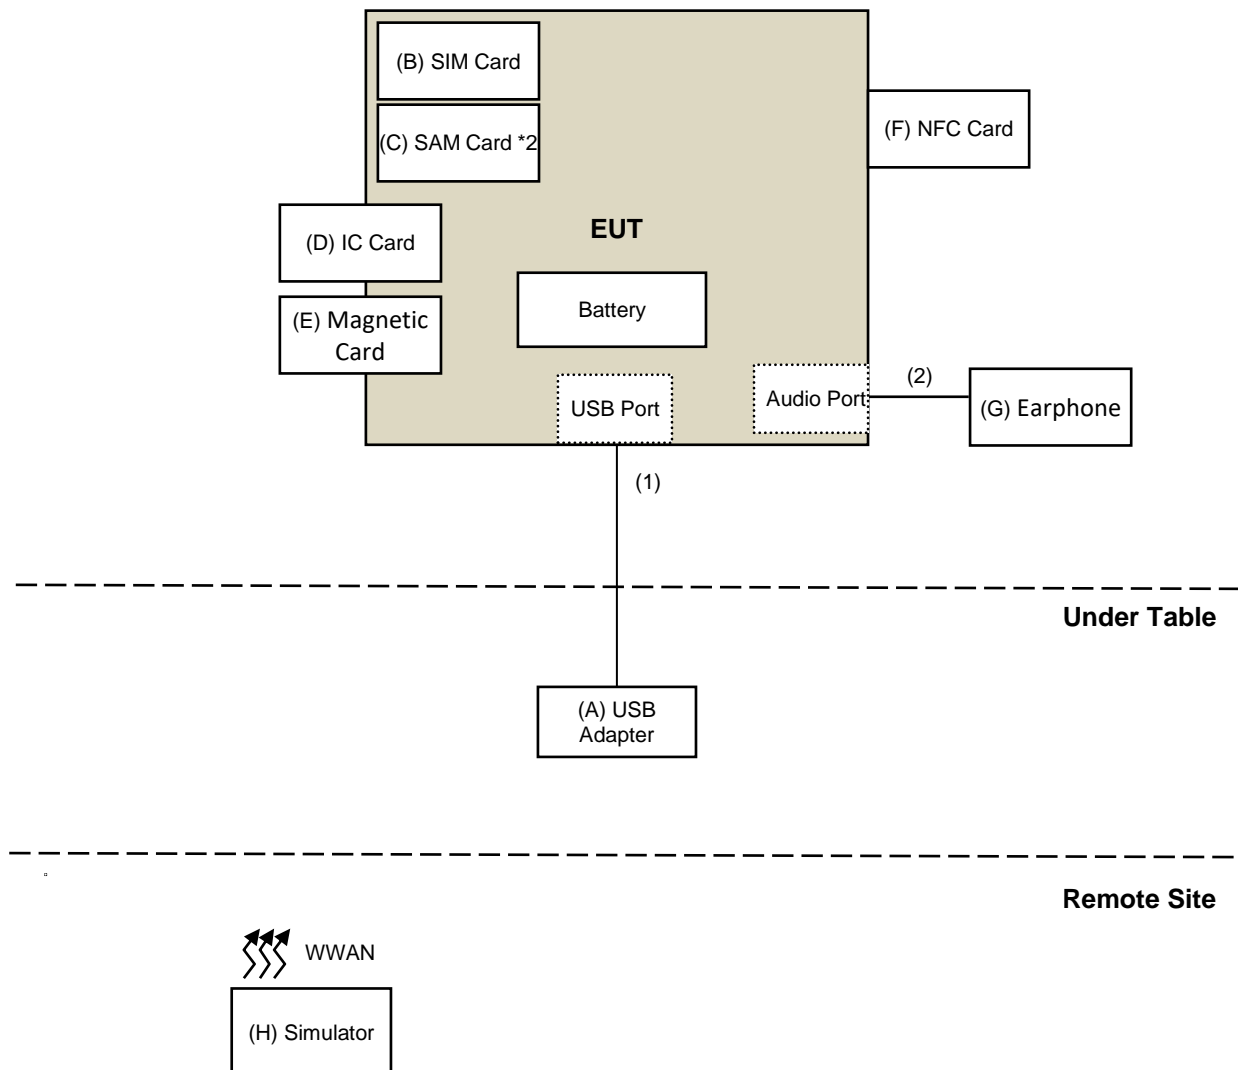 (B) SIM Card
(C) SAM Card *2
(F) NFC Card
(D) IC Card
EUT
(E) Magnetic
Card
Battery
USB Port
Audio Port
(2)
(G) Earphone
(1)
Under Table
(A) USB
Adapter
Remote Site
WWAN
(H) Simulator